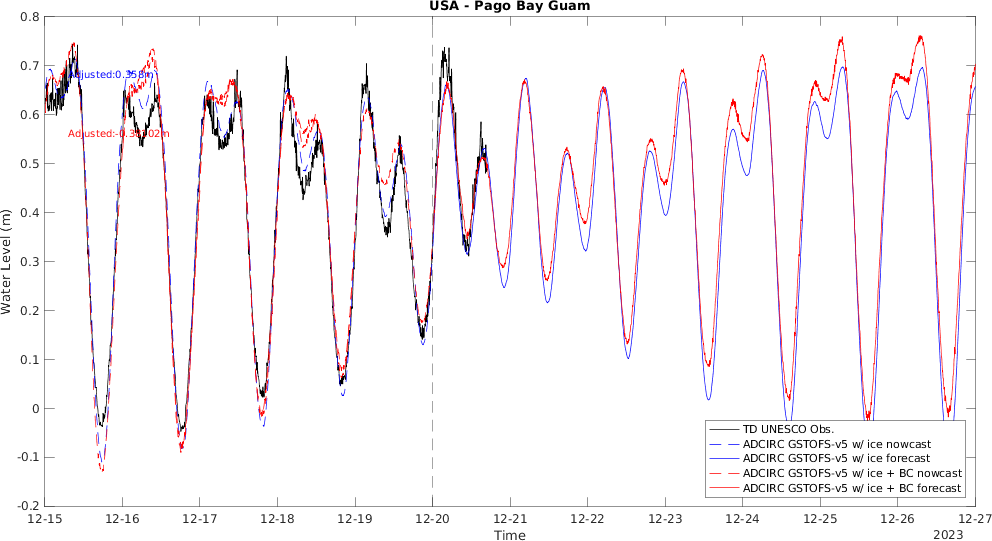 USA - Pago Bay Guam
0.8
0.7
0.6
0.5
0.4
0.3
0.2
0.1
0
-0.1
-0.2
Water Level (m)
TD UNESCO Obs.
ADCIRC GSTOFS-v5 w/ ice nowcast
ADCIRC GSTOFS-v5 w/ ice forecast
ADCIRC GSTOFS-v5 w/ ice + BC nowcast
ADCIRC GSTOFS-v5 w/ ice + BC forecast
12-15 12-16 12-17 12-18 12-19 12-20 12-21 12-22 12-23 12-24 12-25 12-26 12-27
Time
2023